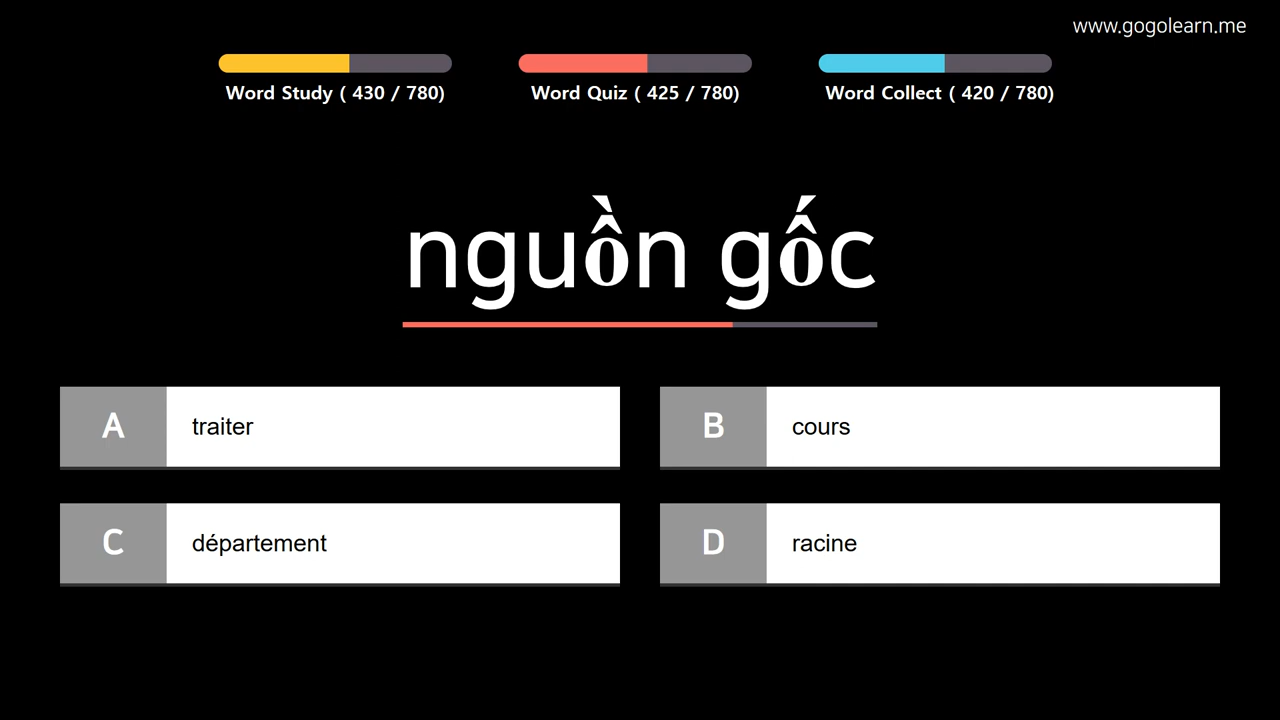 www.gogolearn.me
Word Study ( 430 / 780)
Word Quiz ( 425 / 780)
Word Collect ( 420 / 780)
nguồn gốc
A traiter
B cours
C département
D racine